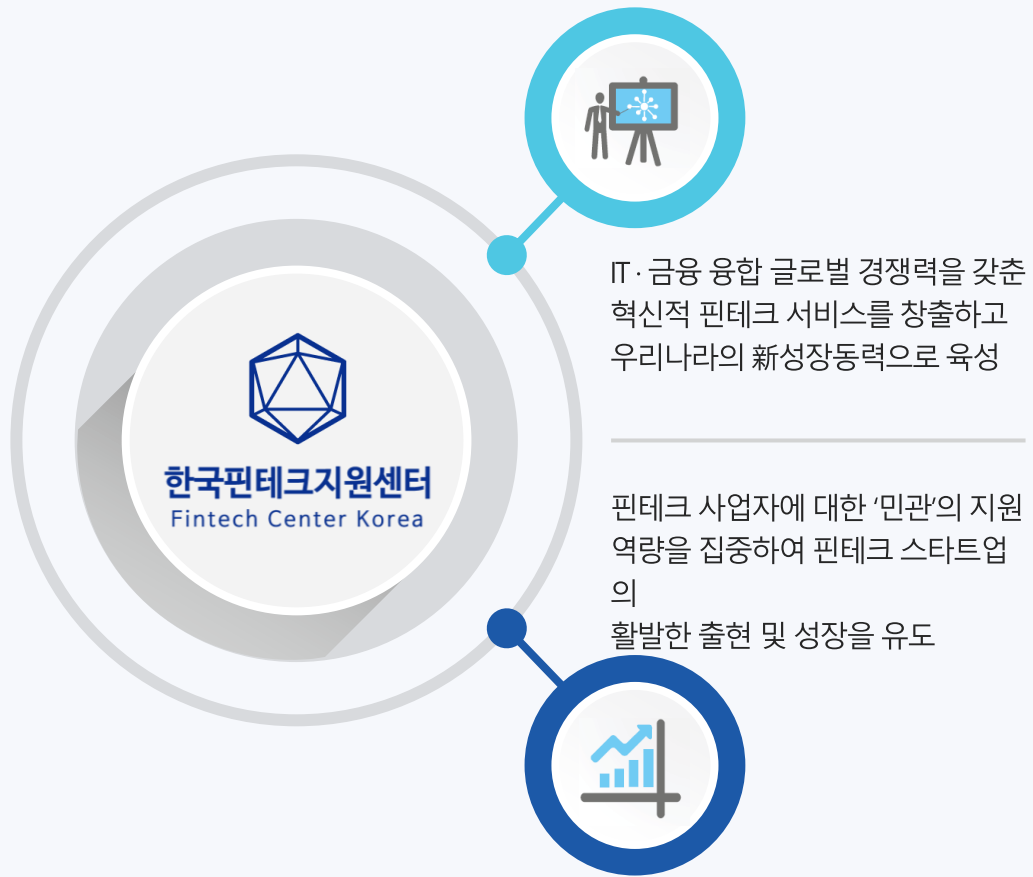 한국핀테크지원센터
Fintech Center Korea
IT · 금융 융합 글로벌 경쟁력을 갖춘
혁신적 핀테크 서비스를 창출하고
우리나라의 新성장동력으로 육성
핀테크 사업자에 대한 ‘민관’의 지원
역량을 집중하여 핀테크 스타트업
의
활발한 출현 및 성장을 유도